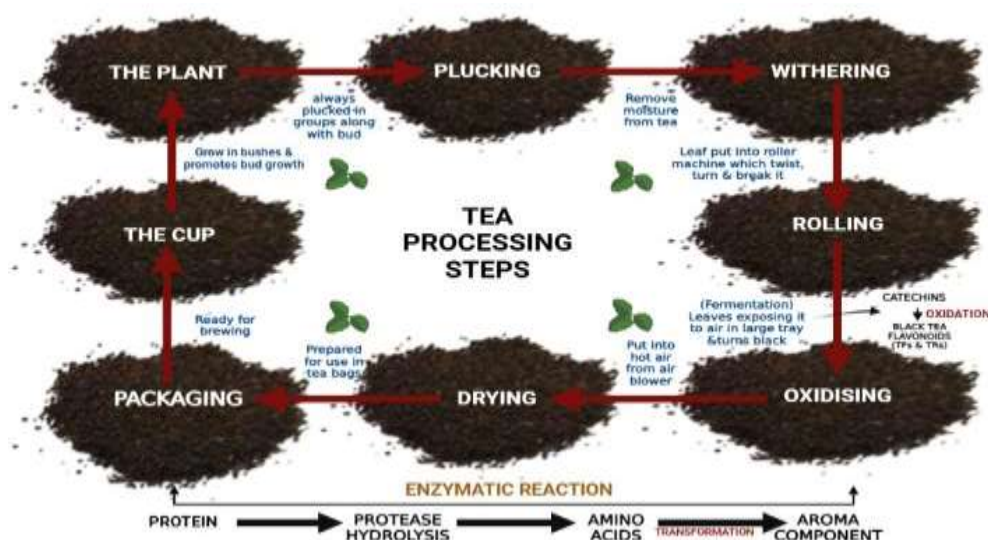 THE PLANT
always
plucked in
groups along
with bud
PLUCKING
Remove
moisture
from tea
WITHERING
Grow in bushes &
promotes bud growth
Leaf put into roller
machine which twist,
turn & break it
THE CUP
TEA
PROCESSING
STEPS
ROLLING
Ready for
brewing
Prepared
for use in
tea bags
Put into
hot air
from air
blower
(Fermentation)
Leaves exposing it
to air in large tray
&turns black
CATECHINS
OXIDATION
BLACK TEA
FLAVONOIDS
(TFs & TRs)
PACKAGING
DRYING
OXIDISING
ENZYMATIC REACTION
PROTEIN
PROTEASE
HYDROLYSIS
AMINO
ACIDS
TRANSFORMATION
AROMA
COMPONENT